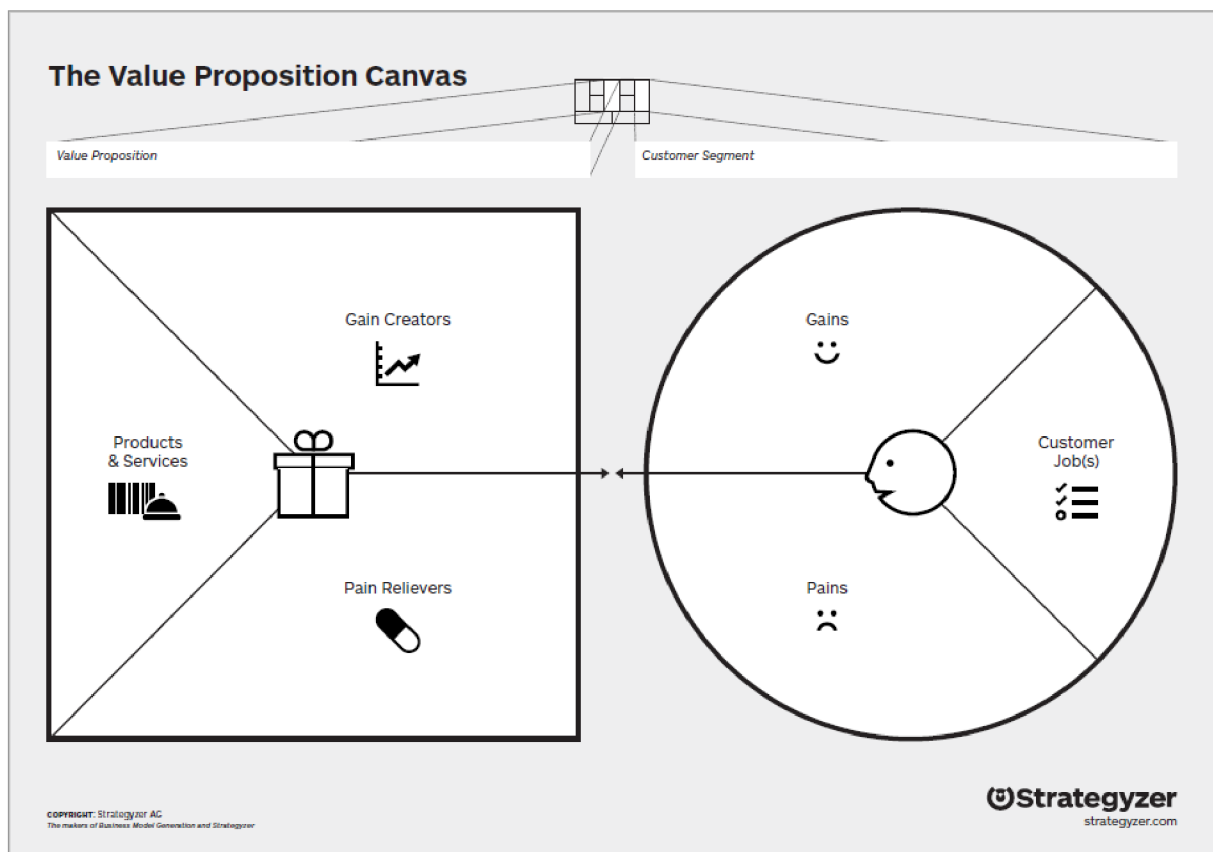 The Value Proposition Canvas
Value Proposition
Customer Segment
Gain Creators
Gains
Products
& Services
Customer
Job(s)
Pain Relievers
Pains
COPYRIGHT: Strategyzer AG
The makers of Business Model Generation and Strategyzer
Strategyzer
strategyzer.com